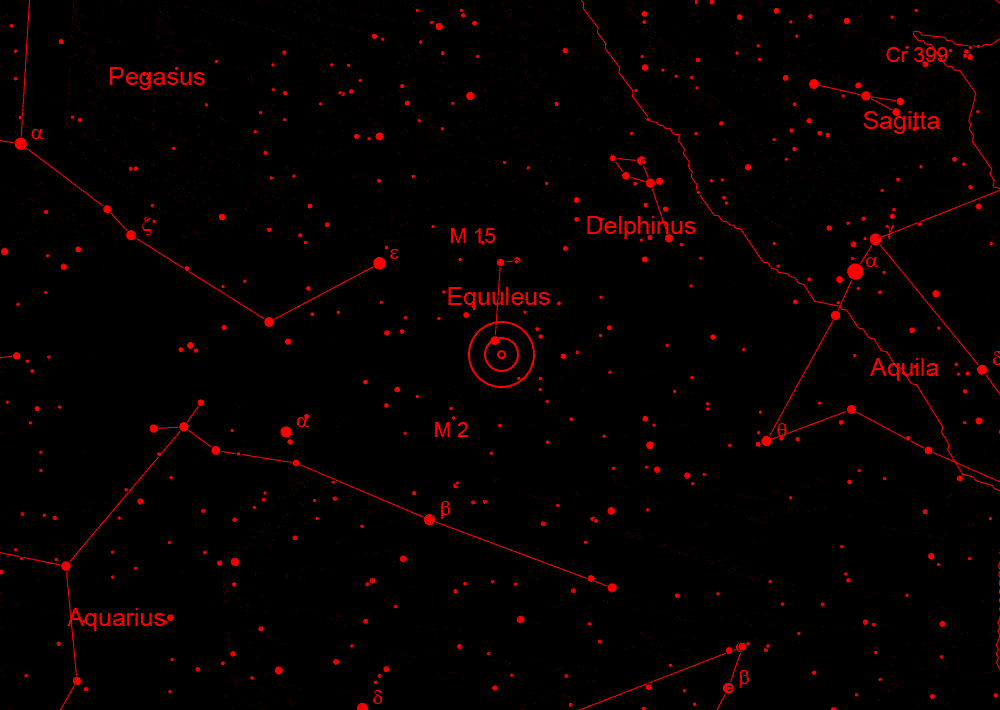 Cr 399
Pegasus
Sagitta
α
ζ
Delphinus
γ
M 15
ε
α
Equuleus
Aquila
δ
α
M 2
θ
β
Aquarius
β
δ